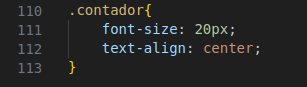 110 .contador{
111 font-size: 20px;
112 text-align: center;
113 }